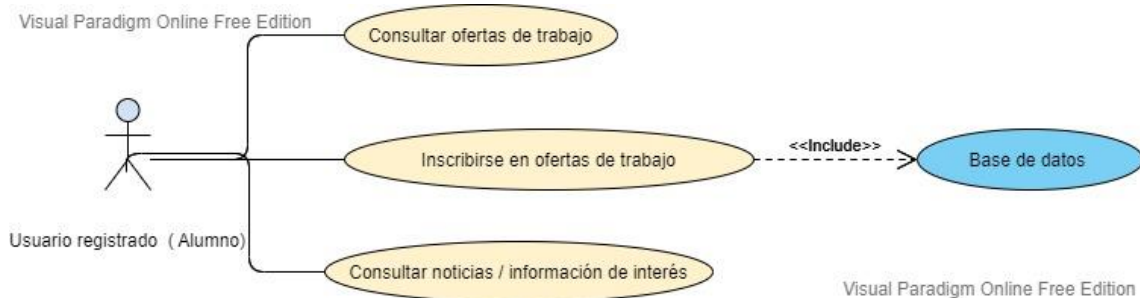 Visual Paradigm Online Free Edition
Consultar ofertas de trabajo
Inscribirse en ofertas de trabajo
<<Include>>
Base de datos
Usuario registrado ( Alumno)
Consultar noticias / información de interés
Visual Paradigm Online Free Edition